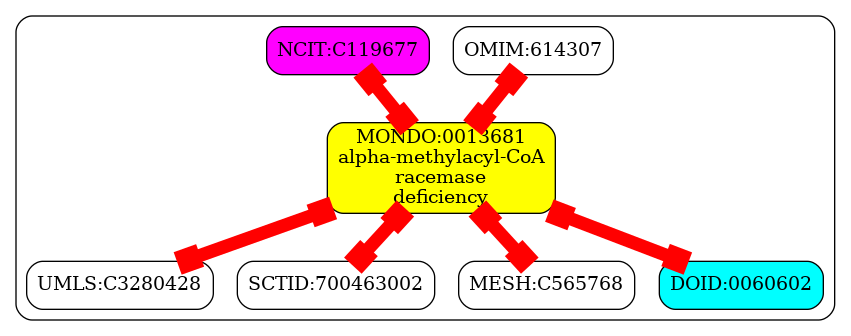 NCIT:C119677
OMIM:614307
MONDO:0013681
alpha-methylacyl-CoA
racemase
deficiency
UMLS:C3280428
SCTID:700463002
MESH:C565768
DOID:0060602